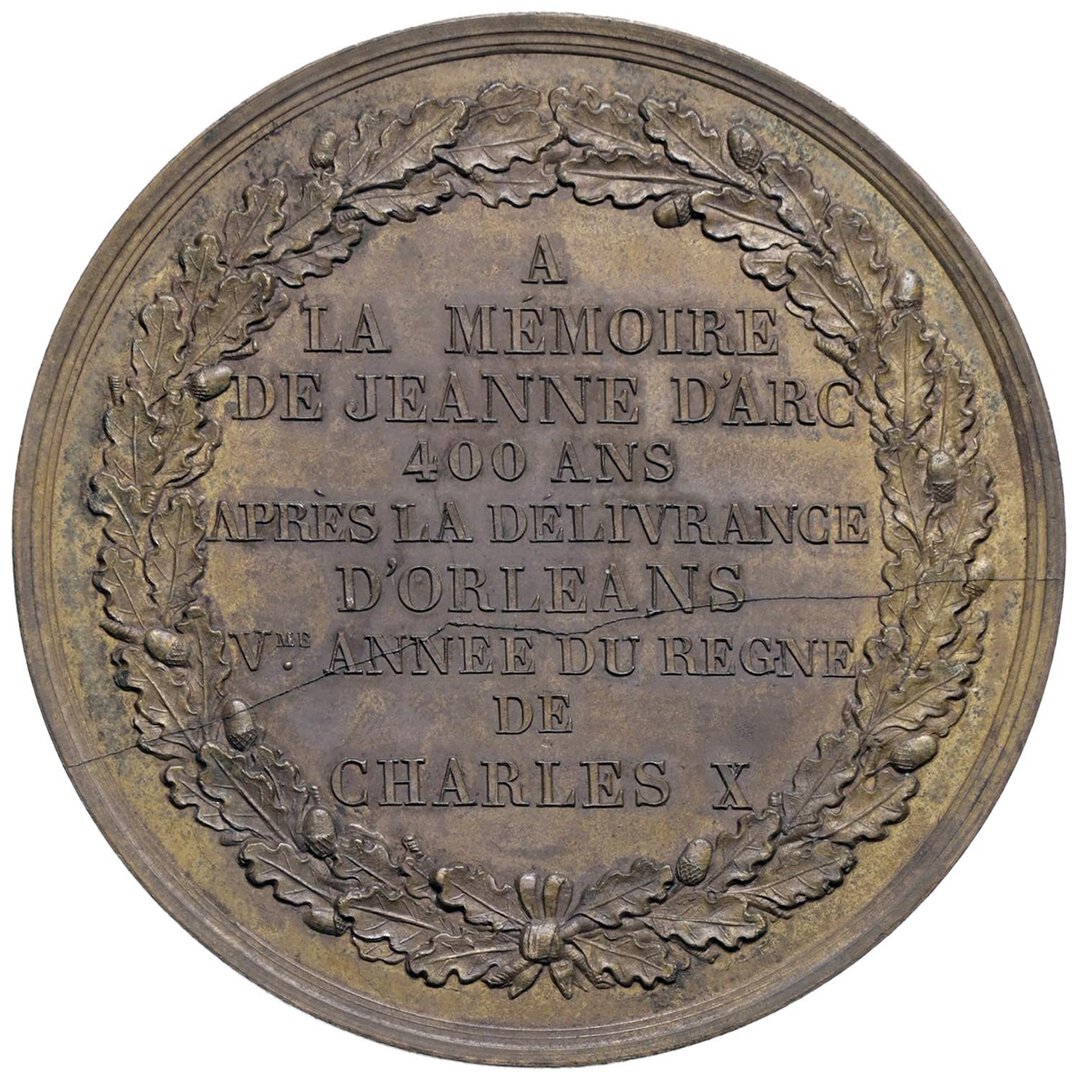 A
LA MÉMOIRE
DE JEANNE D'ARC
400 ANS
APRÈS LA DÉLIVRANCE
D'ORLEANS
VME. ANNEE DU REGNE
DE
CHARLES X